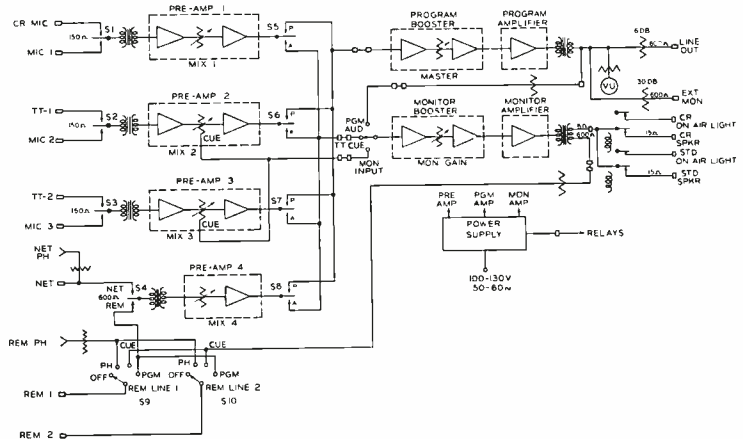 CR MIC
150Ω
MIC 1
S1
PRE-AMP 1
MIX 1
S5
P
A
TT-1
150Ω
MIC 2
S2
PRE-AMP 2
CUE
MIX 2
S6
P
TT-2
150Ω
MIC 3
S3
PRE-AMP 3
CUE
MIX 3
S7
P
A
NET PH
NET
NET
600Ω
REM
S4
PRE-AMP 4
MIX 4
S8
A
REM PH
CUE
CUE
PH
OFF
PGM
REM LINE 1
S9
PH
OFF
PGM
REM LINE 2
S10
REM 1
REM 2
PROGRAM BOOSTER
MASTER
PROGRAM AMPLIFIER
PGM
AUD
TT CUE
MON
INPUT
MONITOR BOOSTER
MON GAIN
MONITOR AMPLIFIER
8Ω
600Ω
VU
6DB
600Ω
LINE OUT
30DB
600Ω
EXT MON
CR
ON AIR LIGHT
15Ω
CR
SPKR
STD
ON AIR LIGHT
15Ω
STD
SPKR
PRE AMP
PGM AMP
MON AMP
POWER SUPPLY
RELAYS
100-130V
50-60~